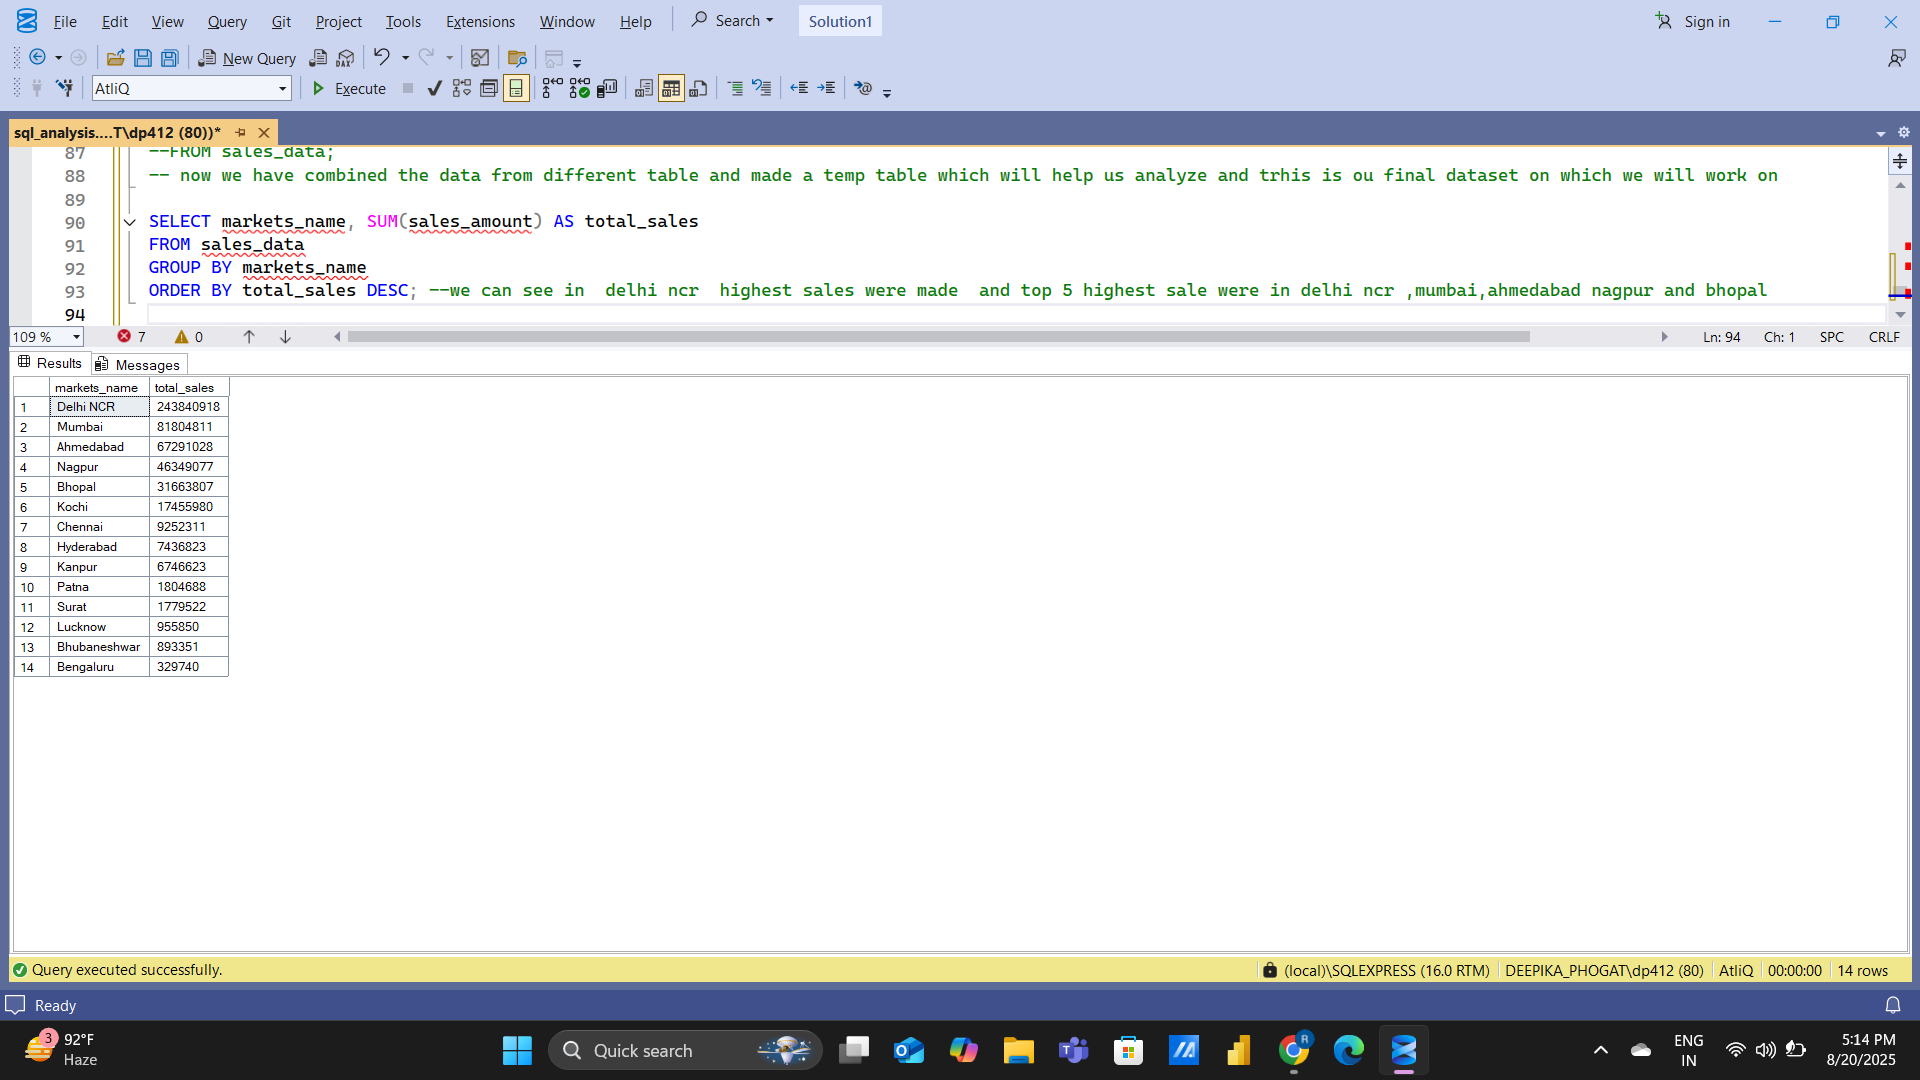 File Edit View Query Git Project Tools Extensions Window Help Search Solution1 Sign in
New Query
AtliQ Execute
sql_analysis....T\dp412 (80))*
87 --FROM sales_data;
88 -- now we have combined the data from different table and made a temp table which will help us analyze and trhis is ou final dataset on which we will work on
89
90 SELECT markets_name, SUM(sales_amount) AS total_sales
91 FROM sales_data
92 GROUP BY markets_name
93 ORDER BY total_sales DESC; --we can see in  delhi ncr  highest sales were made  and top 5 highest sale were in delhi ncr ,mumbai,ahmedabad nagpur and bhopal
94
109 % 7 0 Ln: 94 Ch: 1 SPC CRLF
Results Messages
markets_name total_sales
1 Delhi NCR 243840918
2 Mumbai 81804811
3 Ahmedabad 67291028
4 Nagpur 46349077
5 Bhopal 31663807
6 Kochi 17455980
7 Chennai 9252311
8 Hyderabad 7436823
9 Kanpur 6746623
10 Patna 1804688
11 Surat 1779522
12 Lucknow 955850
13 Bhubaneshwar 893351
14 Bengaluru 329740
Query executed successfully. (local)\SQLEXPRESS (16.0 RTM) DEEPIKA_PHOGAT\dp412 (80) AtliQ 00:00:00 14 rows
Ready
3 92°F
Haze
Quick search
ENG
IN
5:14 PM
8/20/2025